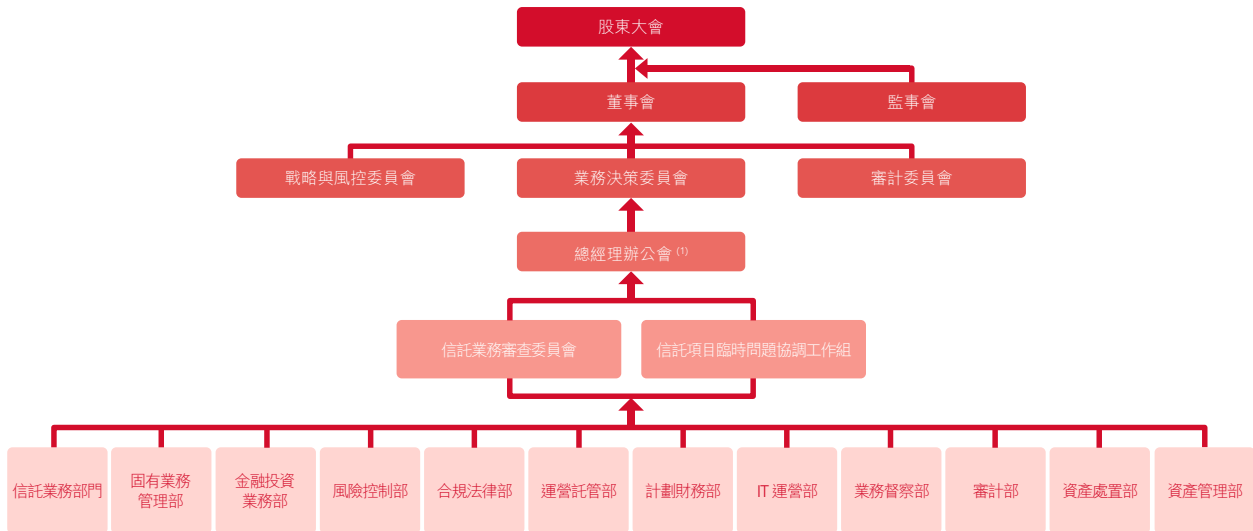 股東大會
董事會
監事會
戰略與風控委員會
業務決策委員會
審計委員會
總經理辦公會 (1)
信託業務審查委員會
信託項目臨時問題協調工作組
信託業務部門
固有業務
管理部
金融投資
業務部
風險控制部
合規法律部
運營託管部
計劃財務部
IT 運營部
業務督察部
審計部
資產處置部
資產管理部